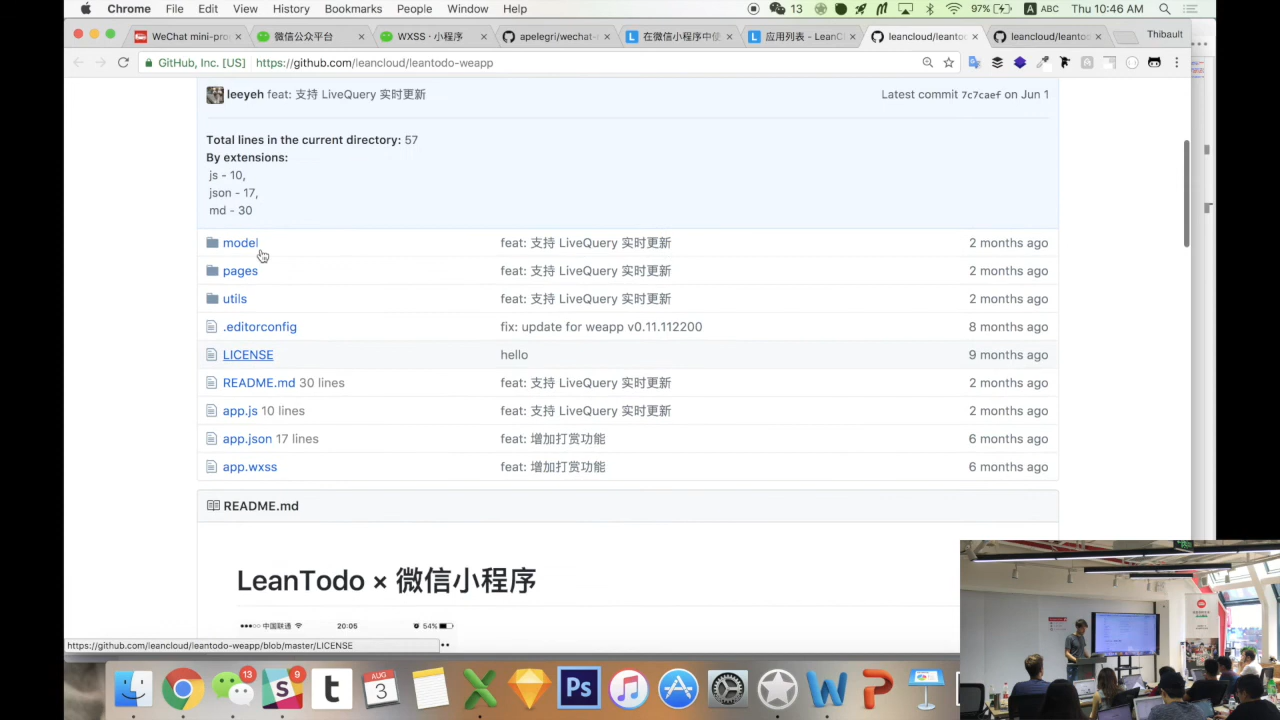 Chrome File Edit View History Bookmarks People Window Help 13 97% A ABC Thu 10:46 AM
WeChat mini-pro 微信公众平台 WXSS · 小程序 apelegri/wechat- 在微信小程序中使 应用列表 - LeanC leancloud/leanto leancloud/leanto Thibault
GitHub, Inc. [US] https://github.com/leancloud/leantodo-weapp
leeyeh feat: 支持 LiveQuery 实时更新 Latest commit 7c7caef on Jun 1
Total lines in the current directory: 57
By extensions:
js - 10,
json - 17,
md - 30
model feat: 支持 LiveQuery 实时更新 2 months ago
pages feat: 支持 LiveQuery 实时更新 2 months ago
utils feat: 支持 LiveQuery 实时更新 2 months ago
.editorconfig fix: update for weapp v0.11.112200 8 months ago
LICENSE hello 9 months ago
README.md 30 lines feat: 支持 LiveQuery 实时更新 2 months ago
app.js 10 lines feat: 支持 LiveQuery 实时更新 2 months ago
app.json 17 lines feat: 增加打赏功能 6 months ago
app.wxss feat: 增加打赏功能 6 months ago
README.md
LeanTodo × 微信小程序
中国联通 20:05 54%
https://github.com/leancloud/leantodo-weapp/blob/master/LICENSE
13 9 t AUG 3 Ps